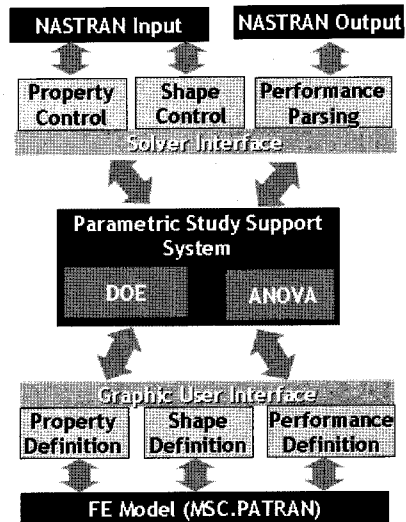 NASTRAN Input
NASTRAN Output
Property
Control
Shape
Control
Performance
Parsing
Solver Interface
Parametric Study Support
System
DOE
ANOVA
Graphic User Interface
Property
Definition
Shape
Definition
Performance
Definition
FE Model (MSC.PATRAN)